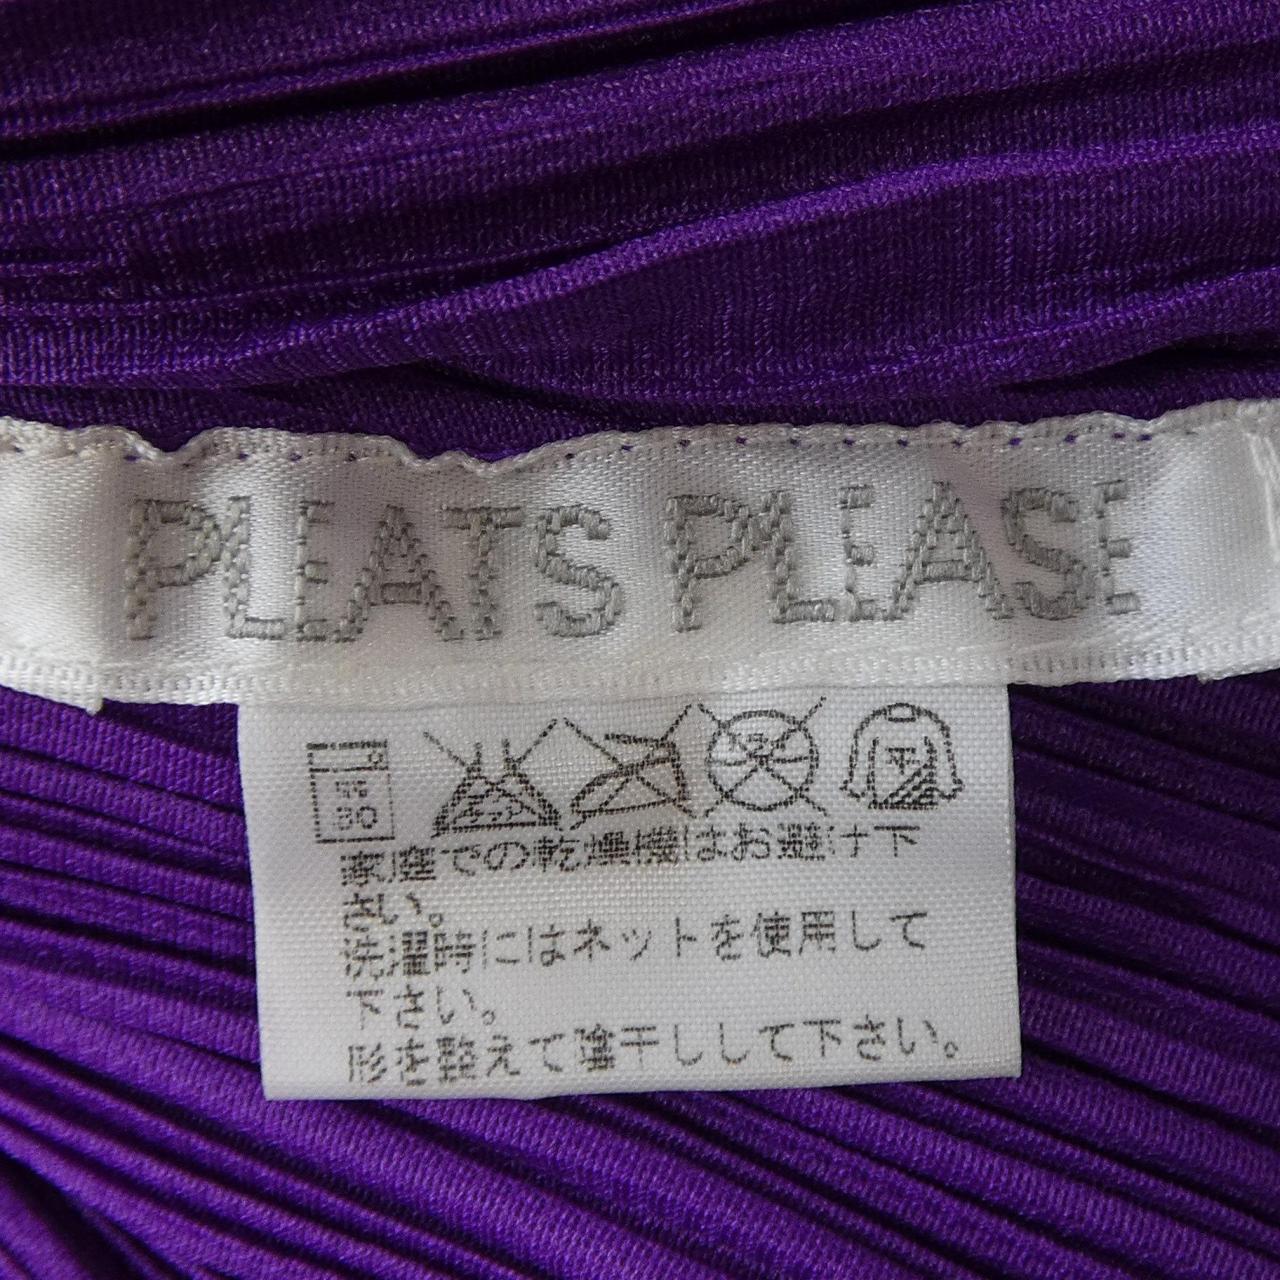 PLEATS PLEASE
30
家庭での乾燥機はお避け下
さい。
洗濯時にはネットを使用して
下さい。
形を整えて陰干しして下さい。